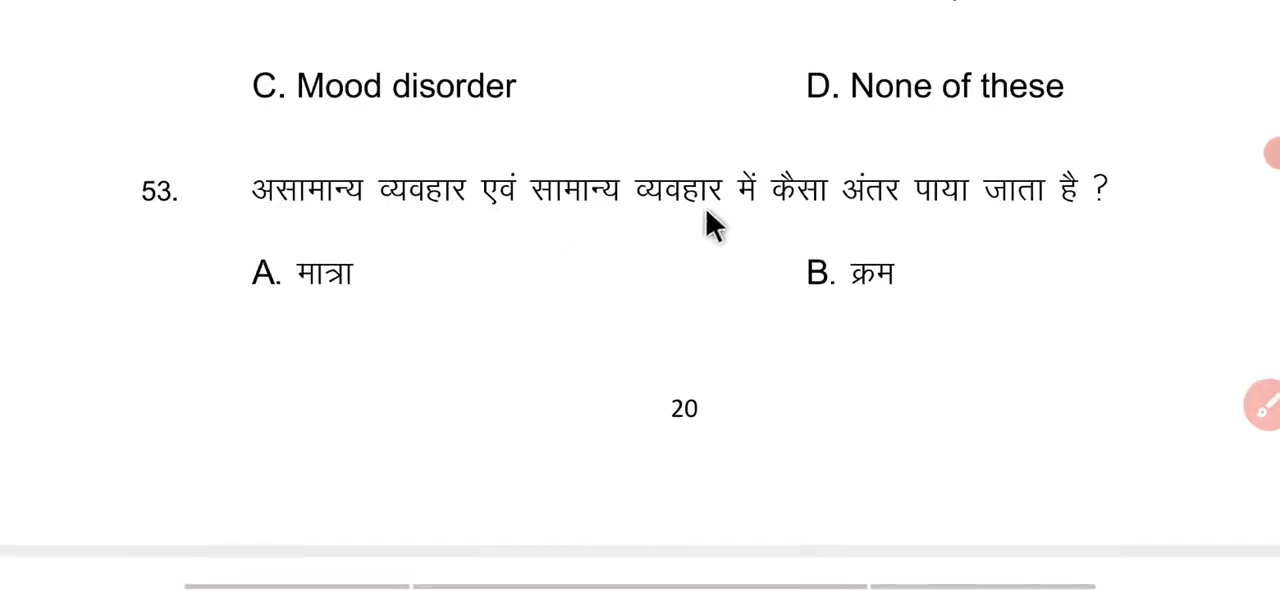 C. Mood disorder D. None of these
53. असामान्य व्यवहार एवं सामान्य व्यवहार में कैसा अंतर पाया जाता है ?
A. मात्रा B. क्रम
20